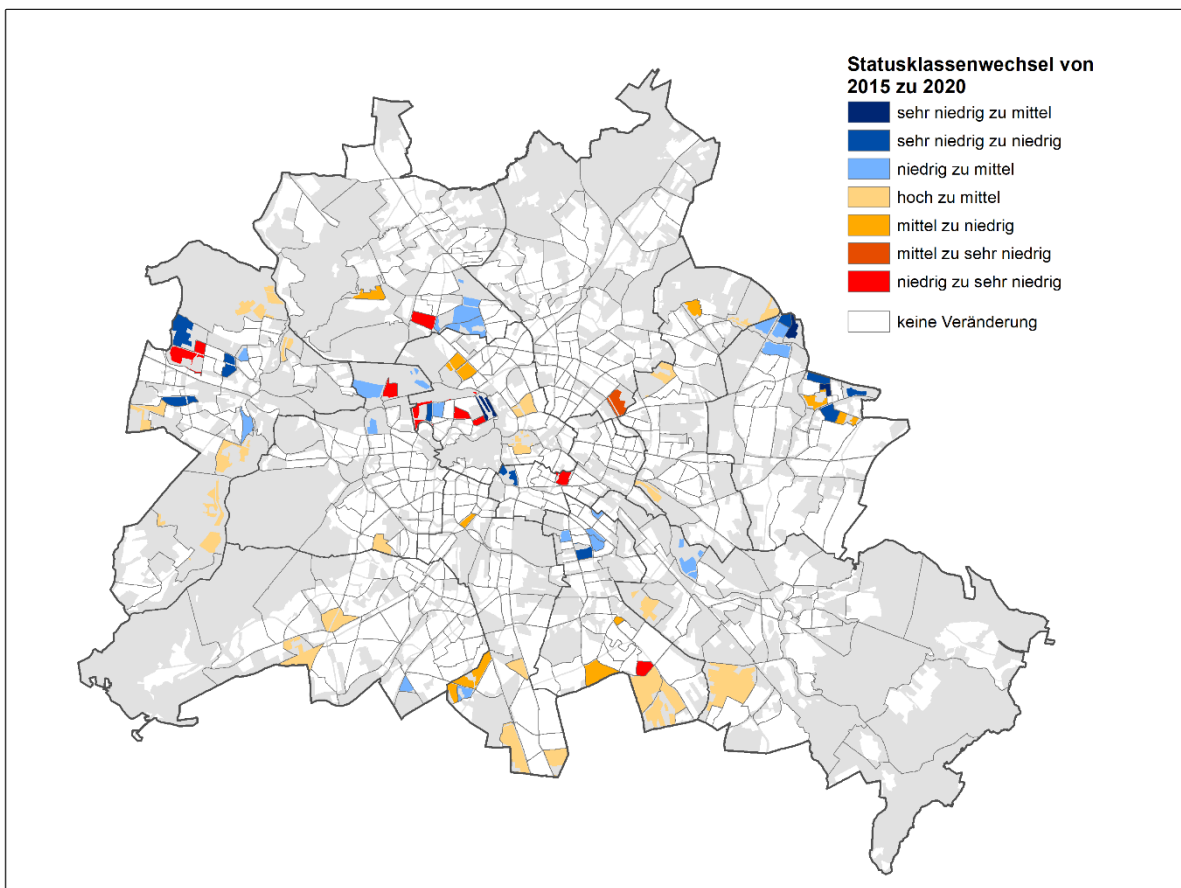 Statusklassenwechsel von
2015 zu 2020
sehr niedrig zu mittel
sehr niedrig zu niedrig
niedrig zu mittel
hoch zu mittel
mittel zu niedrig
mittel zu sehr niedrig
niedrig zu sehr niedrig
keine Veränderung